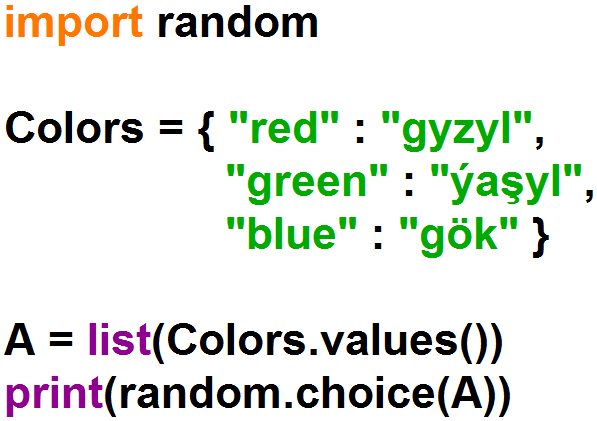 import random
Colors = { "red" : "gyzyl",
"green" : "ýaşyl",
"blue" : "gök" }
A = list(Colors.values())
print(random.choice(A))